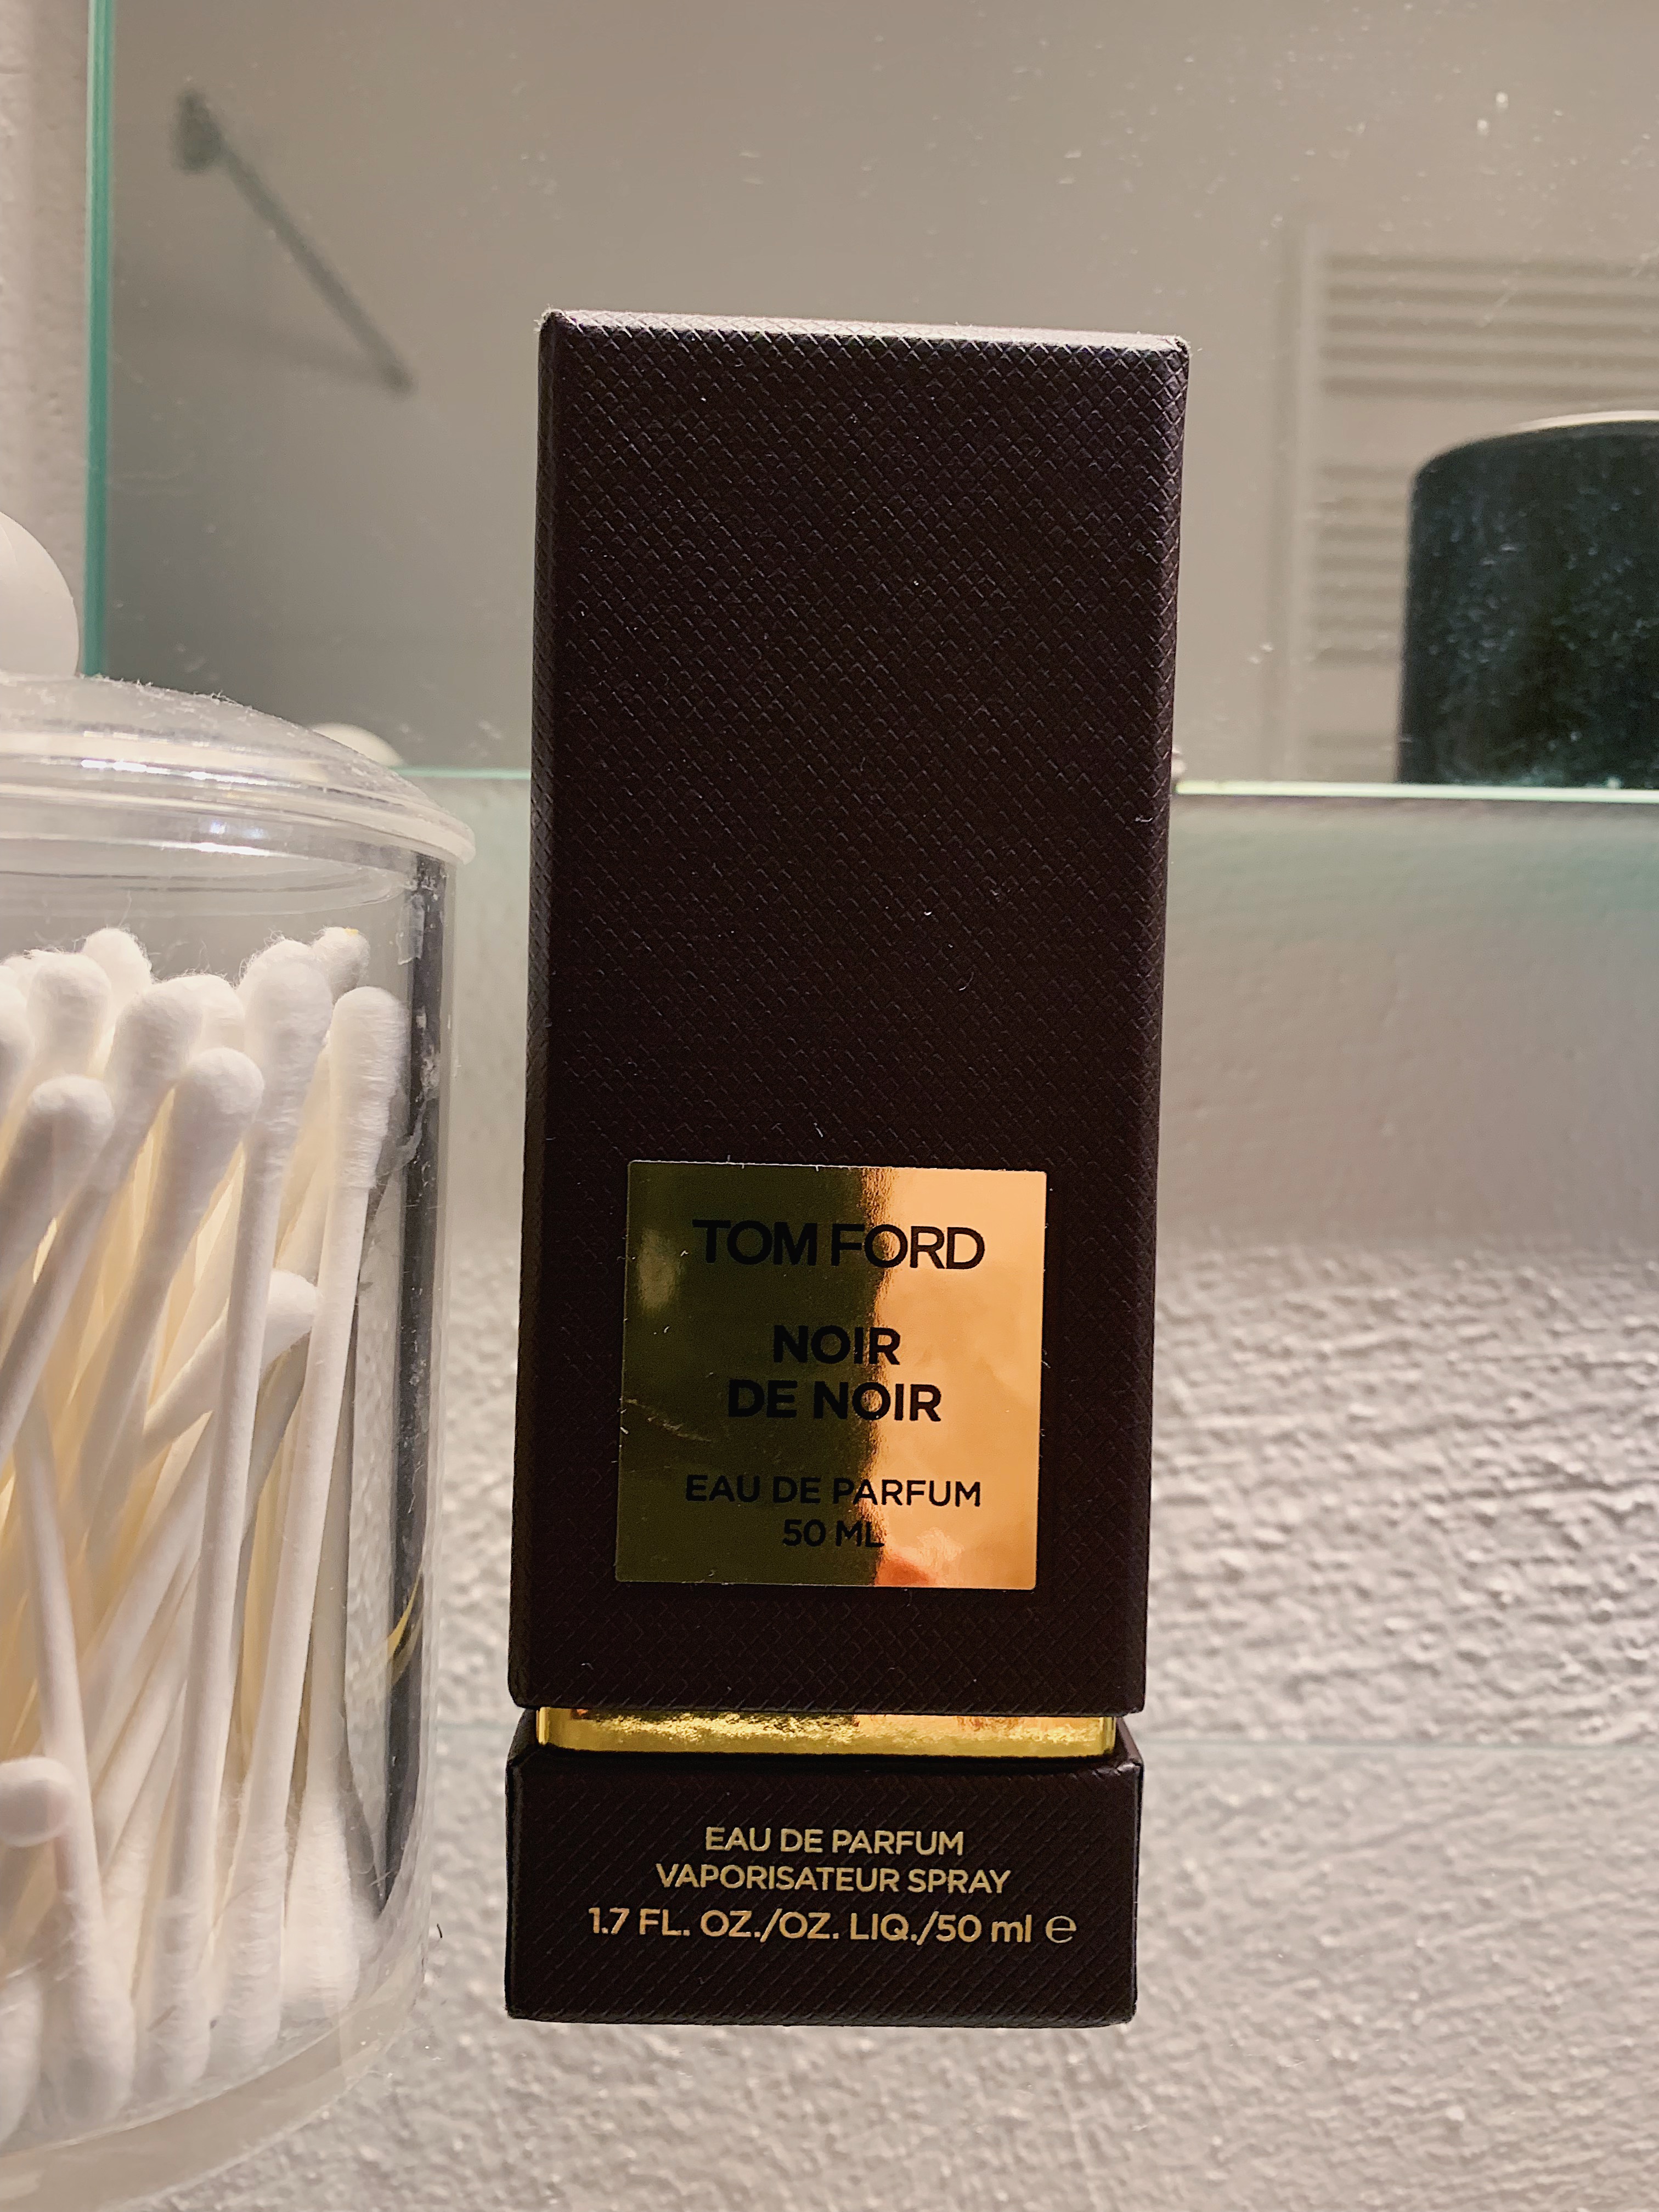 TOM FORD
NOIR
DE NOIR
EAU DE PARFUM
50 ML
EAU DE PARFUM
VAPORISATEUR SPRAY
1.7 FL. OZ./OZ. LIQ./50 ml ℮